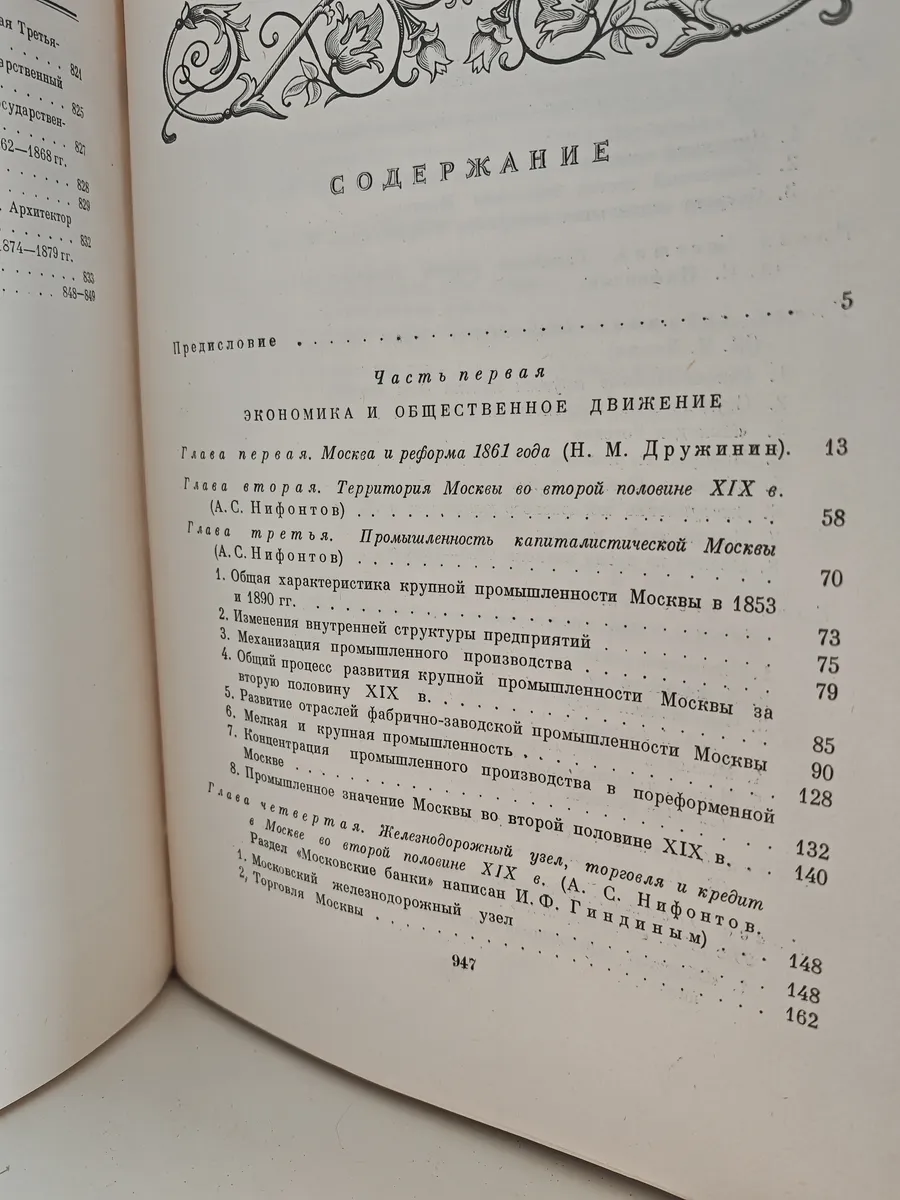 ая Третья-
. . . . . 821
арственный
. . . . . 825
осударствен-
. . . . . 827
62—1868 гг.
. . . . . 828
. . . . . 829
. Архитектор
. . . . . 832
1874—1879 гг.
. . . . . 833
. . . . . 848—849
СОДЕРЖАНИЕ
Предисловие . . . . . . . . . . . . . . . . . . . . 5
Часть первая
ЭКОНОМИКА И ОБЩЕСТВЕННОЕ ДВИЖЕНИЕ
Глава первая. Москва и реформа 1861 года (Н. М. Дружинин). 13
Глава вторая. Территория Москвы во второй половине XIX в.
(А. С. Нифонтов) . . . . . . . . . . . . . . . . . 58
Глава третья. Промышленность капиталистической Москвы
(А. С. Нифонтов) . . . . . . . . . . . . . . . . . 70
1. Общая характеристика крупной промышленности Москвы в 1853
и 1890 гг. . . . . . . . . . . . . . . . . . . . 73
2. Изменения внутренней структуры предприятий . . . . . . . 75
3. Механизация промышленного производства . . . . . . . . 79
4. Общий процесс развития крупной промышленности Москвы за
вторую половину XIX в. . . . . . . . . . . . . . . 85
5. Развитие отраслей фабрично-заводской промышленности Москвы 90
6. Мелкая и крупная промышленность . . . . . . . . . . 128
7. Концентрация промышленного производства в пореформенной
Москве . . . . . . . . . . . . . . . . . . . . 132
8. Промышленное значение Москвы во второй половине XIX в. . . 140
Глава четвертая. Железнодорожный узел, торговля и кредит
в Москве во второй половине XIX в. (А. С. Нифонтов.
Раздел «Московские банки» написан И. Ф. Гиндиным) . . . 148
1. Московский железнодорожный узел . . . . . . . . . . 148
2, Торговля Москвы . . . . . . . . . . . . . . . . 162
947